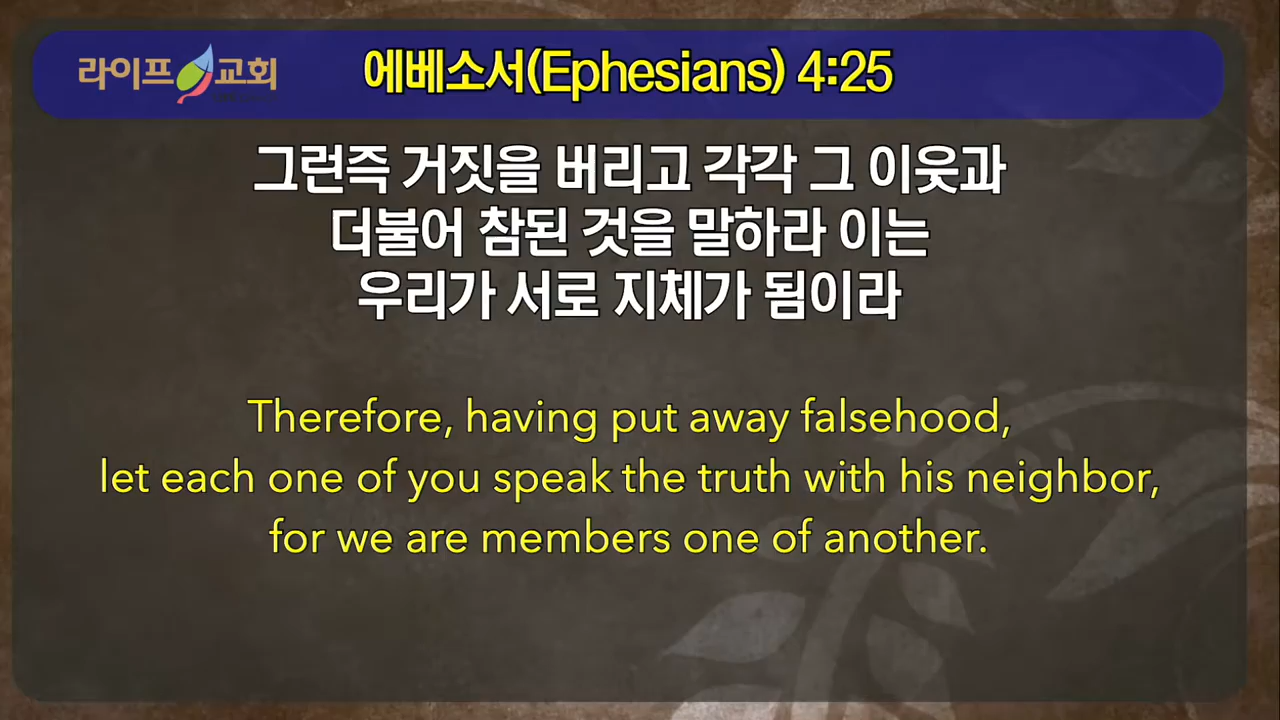 라이프교회
에베소서(Ephesians) 4:25
그런즉 거짓을 버리고 각각 그 이웃과
더불어 참된 것을 말하라 이는
우리가 서로 지체가 됨이라
Therefore, having put away falsehood,
let each one of you speak the truth with his neighbor,
for we are members one of another.